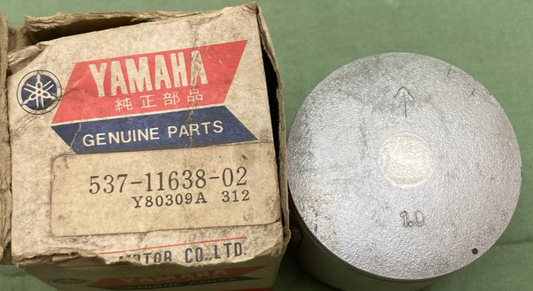 YAMAHA
純正部品
GENUINE PARTS
537-11638-02
Y80309A 312
MOTOR CO.,LTD.
1.0